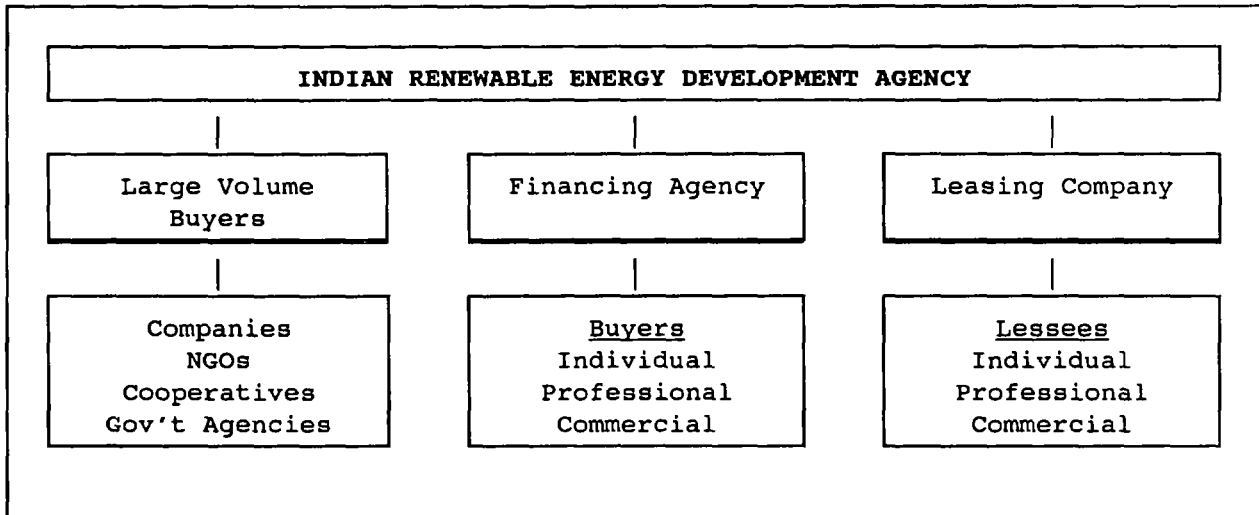 INDIAN RENEWABLE ENERGY DEVELOPMENT AGENCY
Large Volume
Buyers
Financing Agency
Leasing Company
Companies
NGOs
Cooperatives
Gov't Agencies
Buyers
Individual
Professional
Commercial
Lessees
Individual
Professional
Commercial